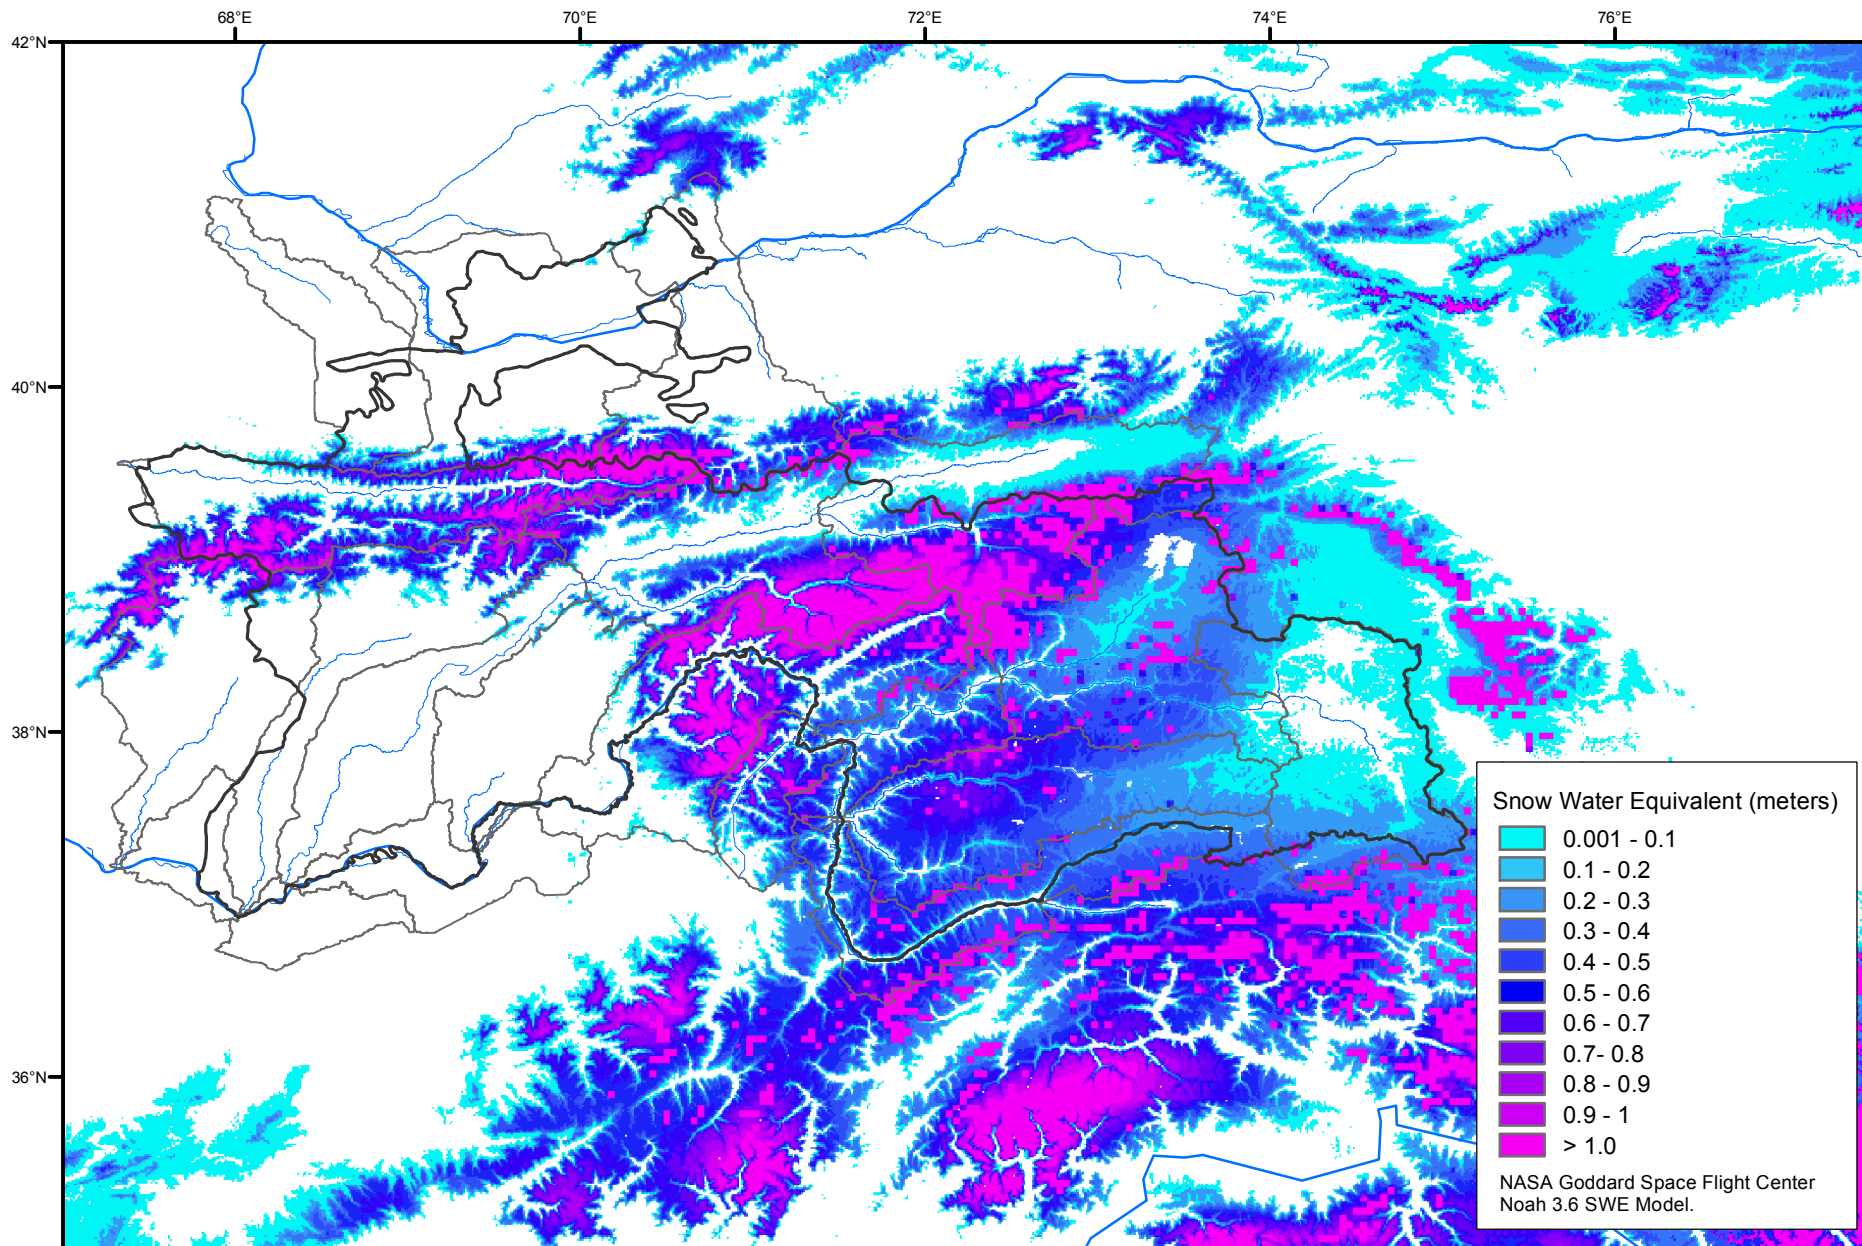 68°E
70°E
72°E
74°E
76°E
42°N
40°N
38°N
36°N
Snow Water Equivalent (meters)
0.001 - 0.1
0.1 - 0.2
0.2 - 0.3
0.3 - 0.4
0.4 - 0.5
0.5 - 0.6
0.6 - 0.7
0.7- 0.8
0.8 - 0.9
0.9 - 1
> 1.0
NASA Goddard Space Flight Center
Noah 3.6 SWE Model.